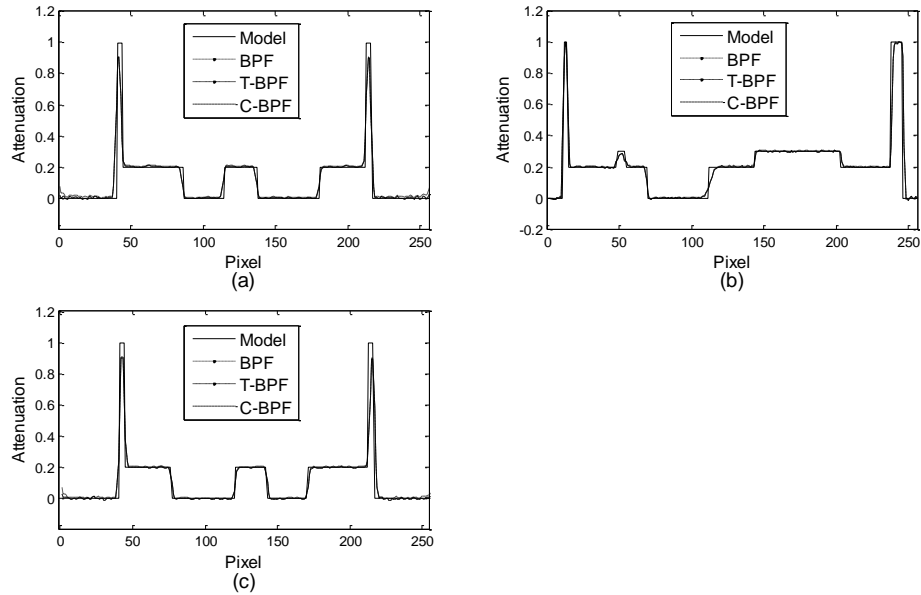 1.2
1
0.8
0.6
0.4
0.2
0
Attenuation
Model
BPF
T-BPF
C-BPF
0 50 100 150 200 250
Pixel
(a)
1.2
1
0.8
0.6
0.4
0.2
0
-0.2
Attenuation
Model
BPF
T-BPF
C-BPF
0 50 100 150 200 250
Pixel
(b)
1.2
1
0.8
0.6
0.4
0.2
0
Attenuation
Model
BPF
T-BPF
C-BPF
0 50 100 150 200 250
Pixel
(c)